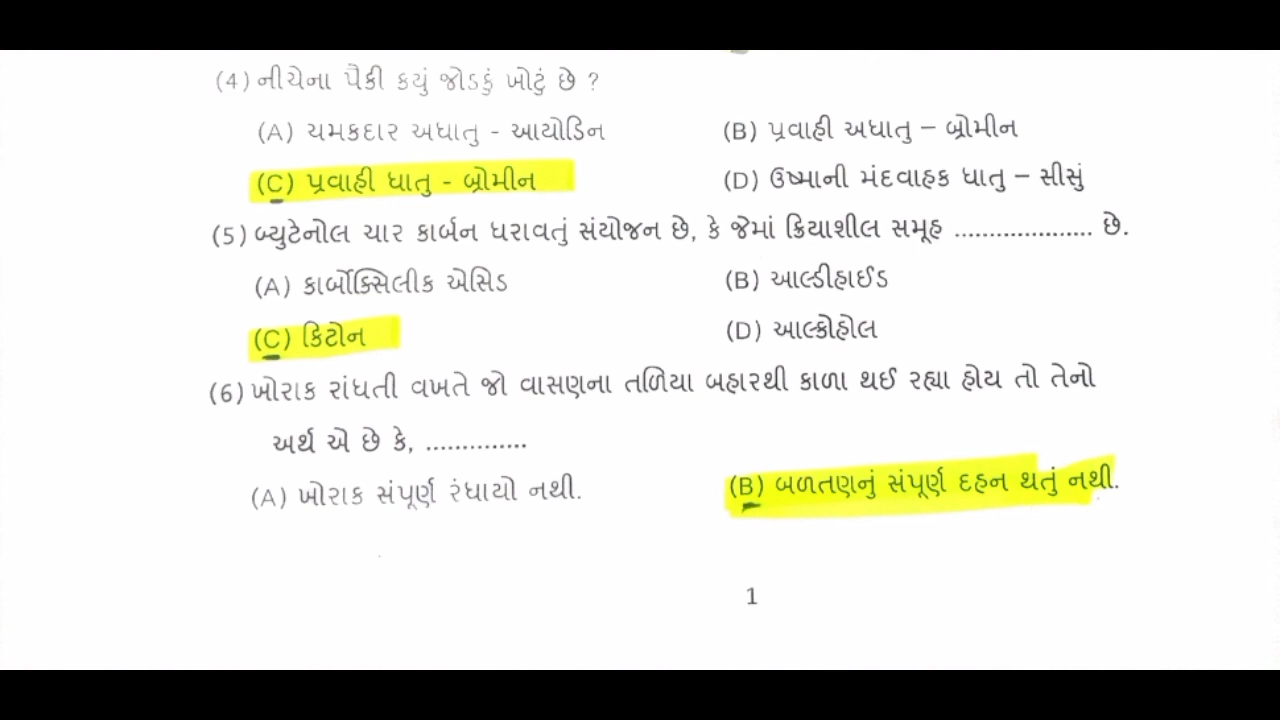 (4) નીચેના પૈકી કયું જોડકું ખોટું છે ?
(A) ચમકદાર અધાતુ - આયોડિન (B) પ્રવાહી અધાતુ – બ્રોમીન
(C) પ્રવાહી ધાતુ - બ્રોમીન (D) ઉષ્માની મંદવાહક ધાતુ – સીસું
(5) બ્યુટેનોલ ચાર કાર્બન ધરાવતું સંયોજન છે, કે જેમાં ક્રિયાશીલ સમૂહ ..................... છે.
(A) કાર્બોક્સિલીક એસિડ (B) આલ્ડીહાઈડ
(C) કિટોન (D) આલ્કોહોલ
(6) ખોરાક રાંધતી વખતે જો વાસણના તળિયા બહારથી કાળા થઈ રહ્યા હોય તો તેનો
અર્થ એ છે કે, ..............
(A) ખોરાક સંપૂર્ણ રંધાયો નથી. (B) બળતણનું સંપૂર્ણ દહન થતું નથી.
1